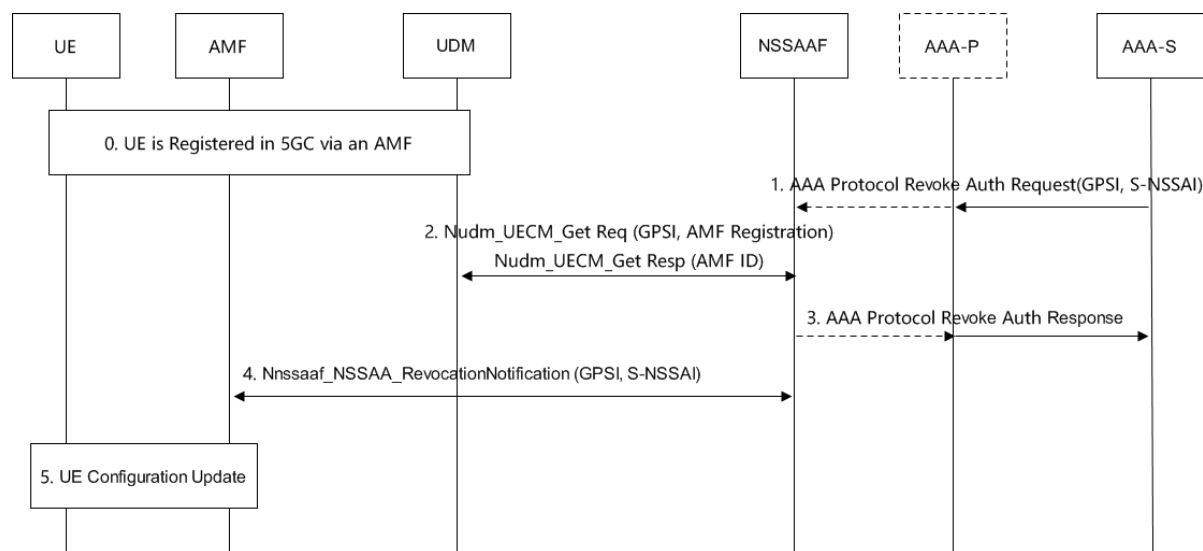 UE
AMF
UDM
NSSAAF
AAA-P
AAA-S
0. UE is Registered in 5GC via an AMF
1. AAA Protocol Revoke Auth Request(GPSI, S-NSSAI)
2. Nudm_UECM_Get Req (GPSI, AMF Registration)
Nudm_UECM_Get Resp (AMF ID)
3. AAA Protocol Revoke Auth Response
4. Nnssaaf_NSSAA_RevocationNotification (GPSI, S-NSSAI)
5. UE Configuration Update